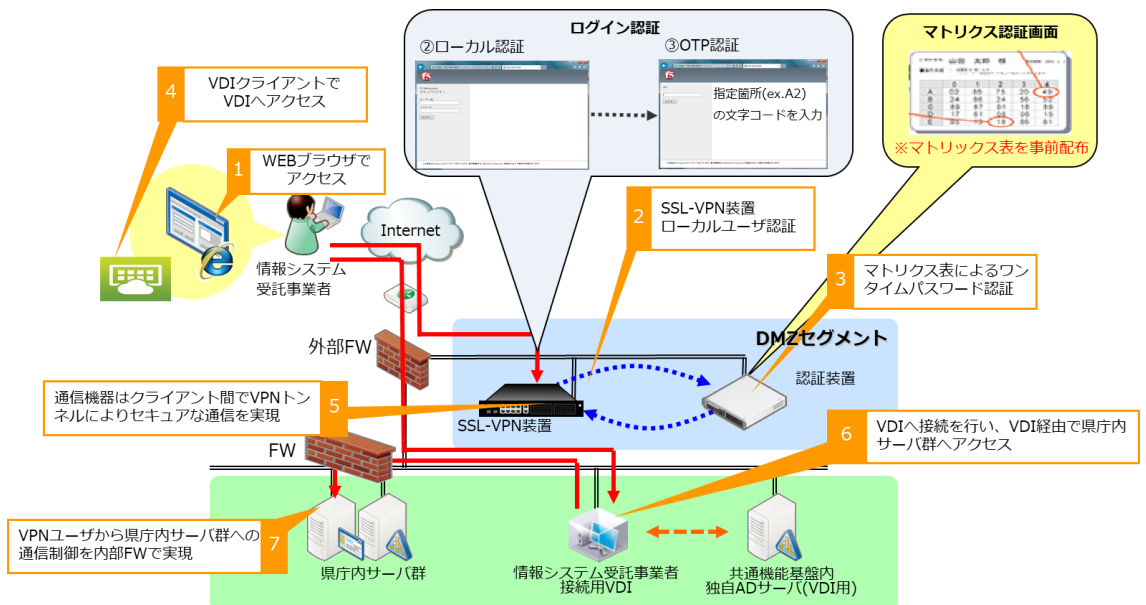 ログイン認証
②ローカル認証
③OTP認証
指定箇所(ex.A2)
の文字コードを入力
マトリクス認証画面
山田 太郎 様
0 1 2 3 4
A 02 85 75 20 49
※マトリックス表を事前配布
4
VDIクライアントで
VDIへアクセス
1
WEBブラウザで
アクセス
Internet
情報システム
受託事業者
2
SSL-VPN装置
ローカルユーザ認証
3
マトリクス表によるワン
タイムパスワード認証
外部FW
DMZセグメント
認証装置
SSL-VPN装置
通信機器はクライアント間でVPNトン
ネルによりセキュアな通信を実現
5
6
VDIへ接続を行い、VDI経由で県庁内
サーバ群へアクセス
FW
VPNユーザから県庁内サーバ群への
通信制御を内部FWで実現
7
県庁内サーバ群
情報システム受託事業者
接続用VDI
共通機能基盤内
独自ADサーバ(VDI用)